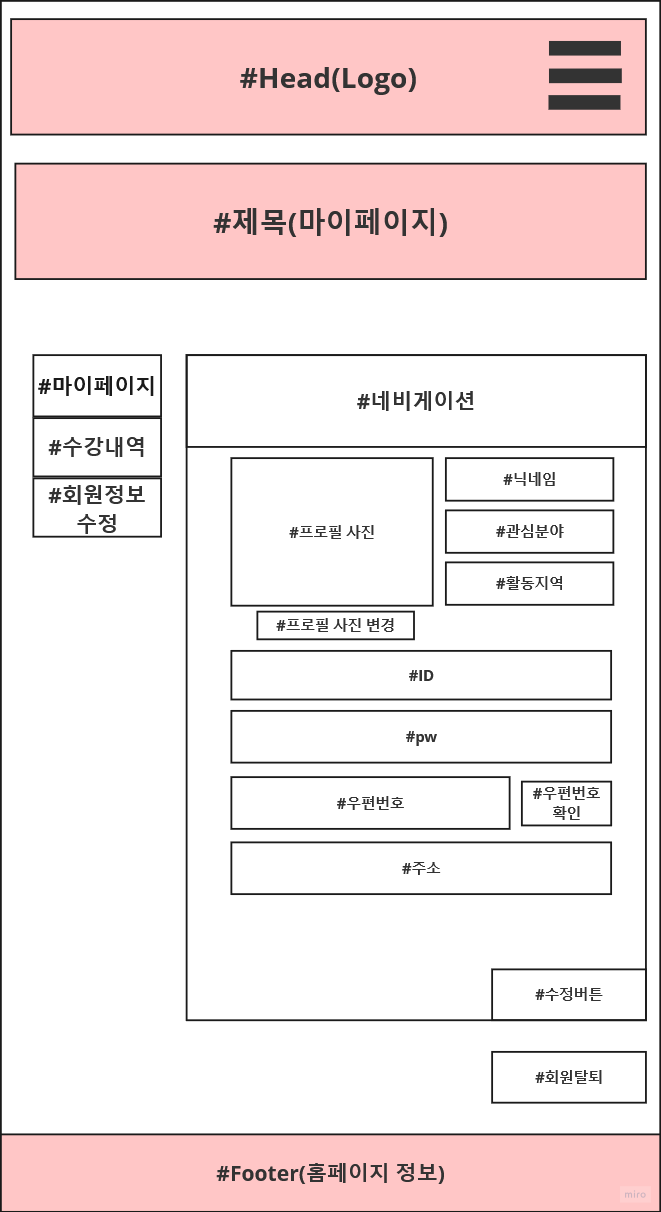 #Head(Logo)
#제목(마이페이지)
#마이페이지
#수강내역
#회원정보
수정
#네비게이션
#프로필 사진
#닉네임
#관심분야
#활동지역
#프로필 사진 변경
#ID
#pw
#우편번호
#우편번호
확인
#주소
#수정버튼
#회원탈퇴
#Footer(홈페이지 정보)
miro